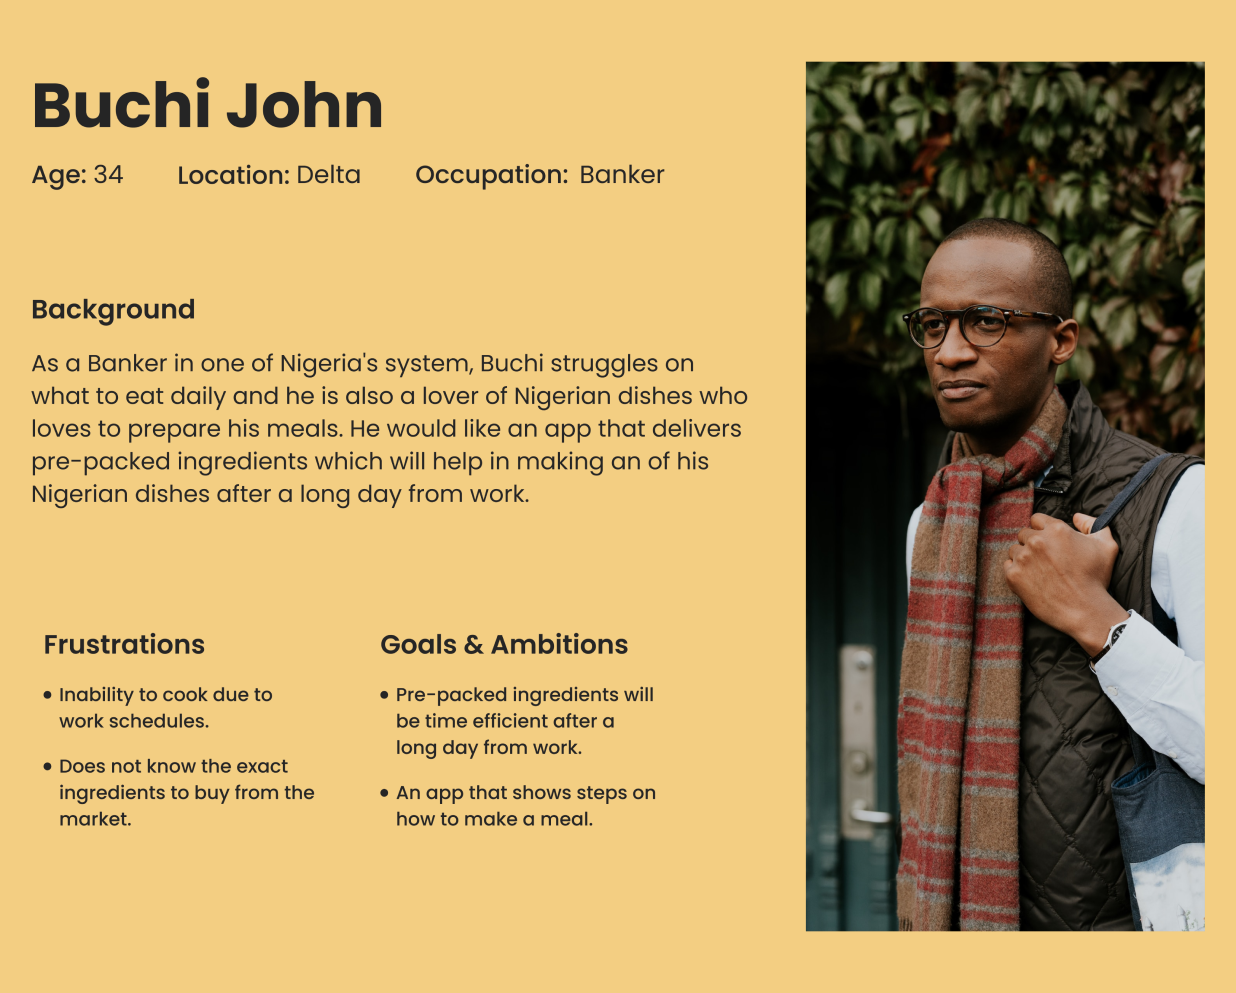 Buchi John
Age: 34 Location: Delta Occupation: Banker
Background
As a Banker in one of Nigeria's system, Buchi struggles on
what to eat daily and he is also a lover of Nigerian dishes who
loves to prepare his meals. He would like an app that delivers
pre-packed ingredients which will help in making an of his
Nigerian dishes after a long day from work.
Frustrations
• Inability to cook due to
work schedules.
• Does not know the exact
ingredients to buy from the
market.
Goals & Ambitions
• Pre-packed ingredients will
be time efficient after a
long day from work.
• An app that shows steps on
how to make a meal.